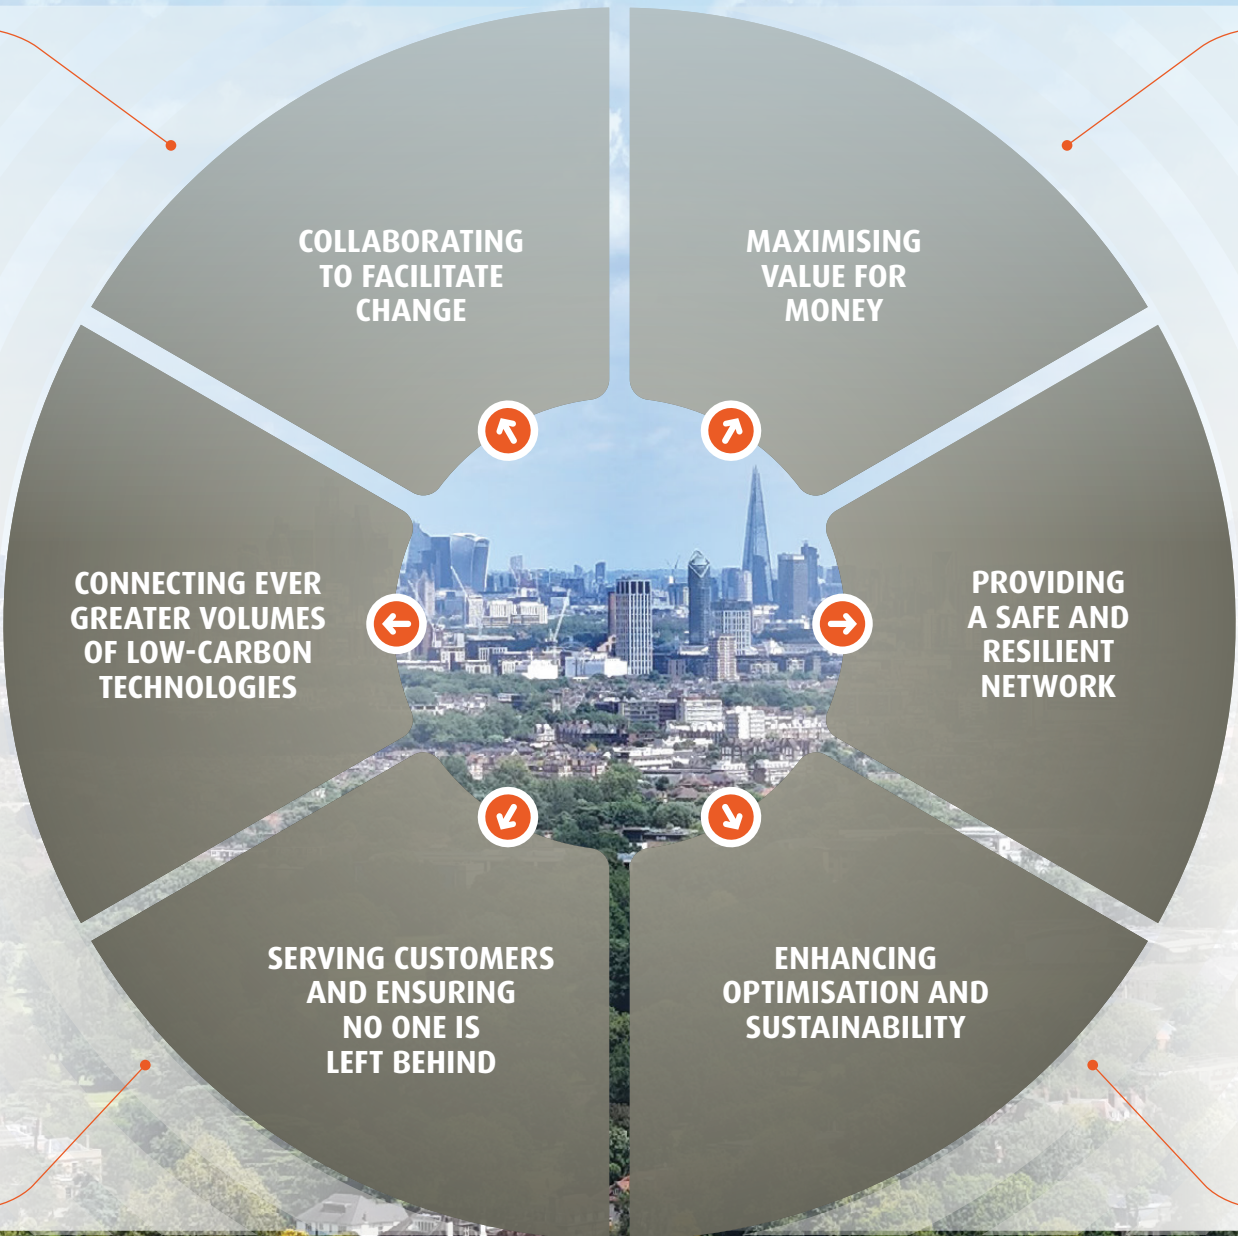 COLLABORATING
TO FACILITATE
CHANGE
MAXIMISING
VALUE FOR
MONEY
CONNECTING EVER
GREATER VOLUMES
OF LOW-CARBON
TECHNOLOGIES
PROVIDING
A SAFE AND
RESILIENT
NETWORK
SERVING CUSTOMERS
AND ENSURING
NO ONE IS
LEFT BEHIND
ENHANCING
OPTIMISATION AND
SUSTAINABILITY